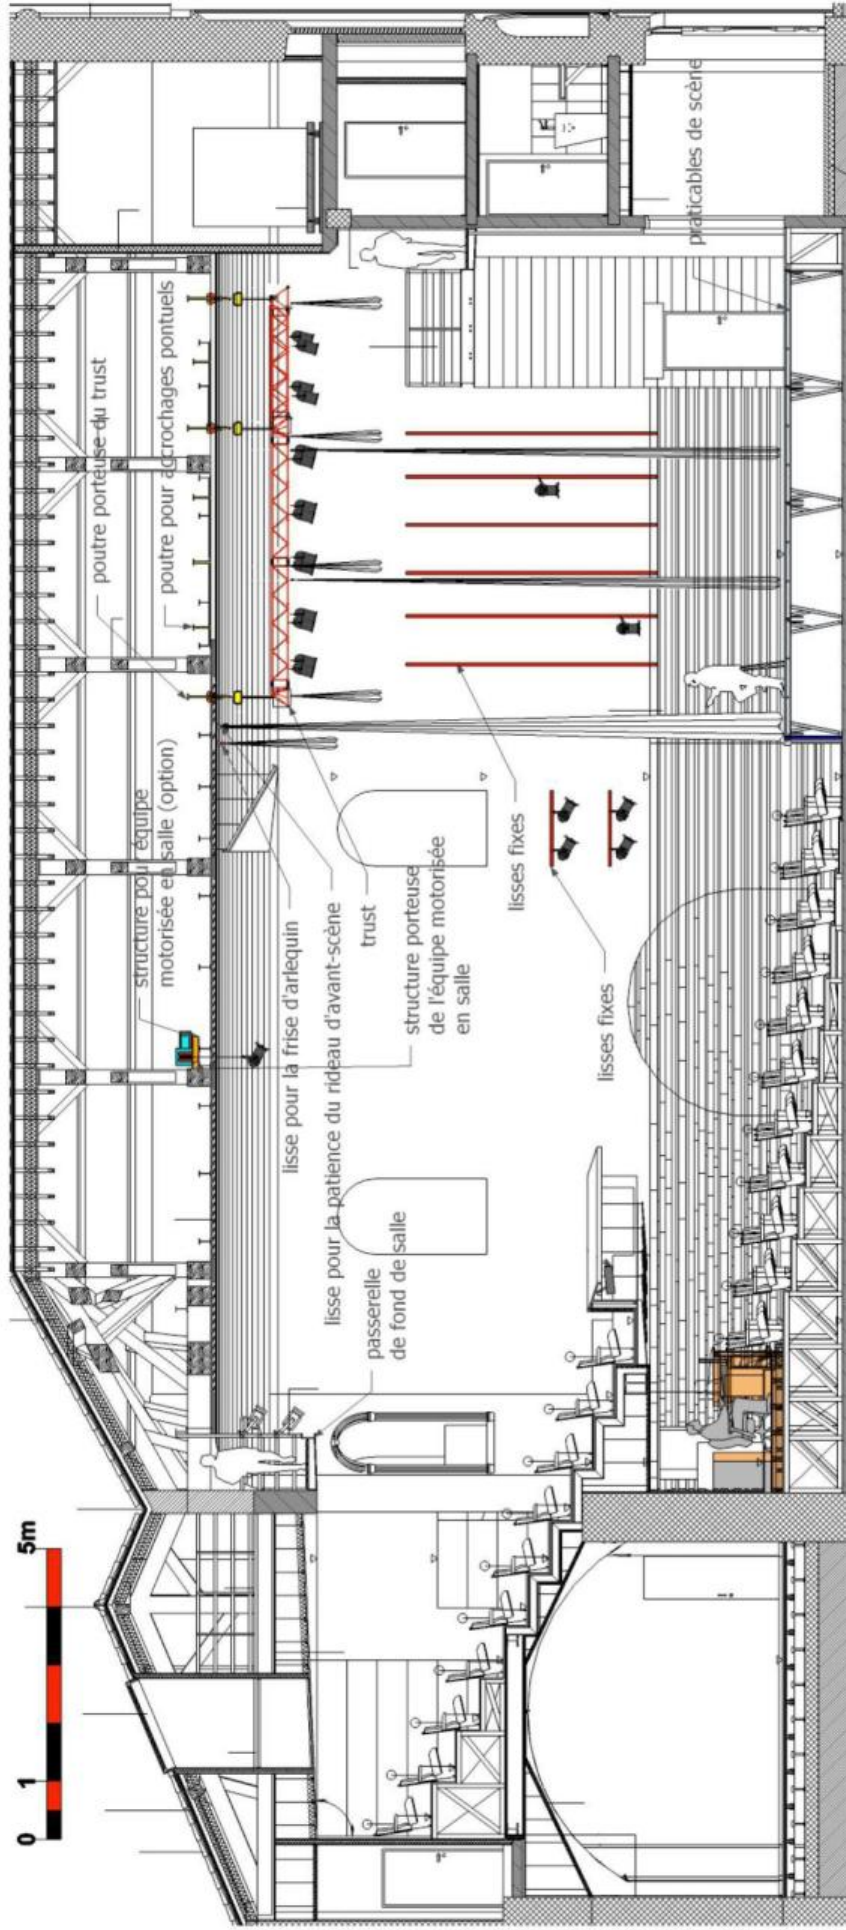 0 1 5m
poutre porteuse du trust
structure pour équipe
motorisée en salle (option)
poutre pour accrochages pontuels
lisse pour la frise d'arlequin
lisse pour la patience du rideau d'avant-scène
trust
passerelle
de fond de salle
structure porteuse
de l'équipe motorisée
en salle
lisses fixes
lisses fixes
praticables de scène